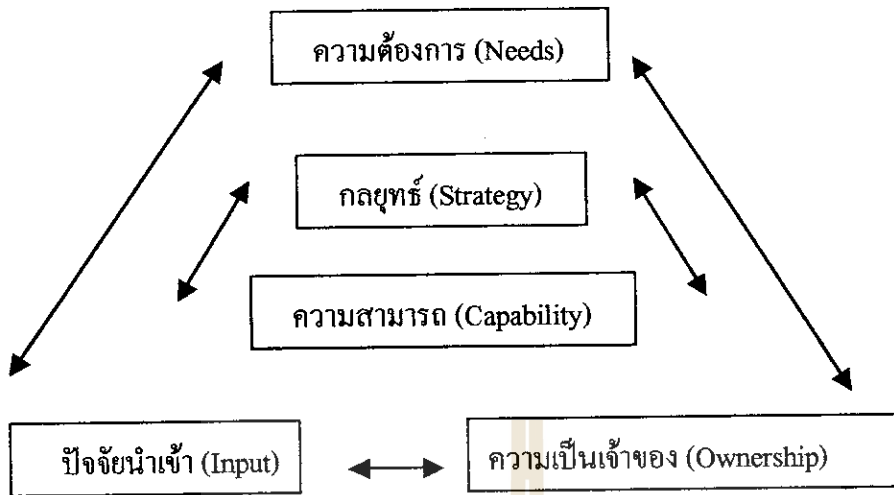 ความต้องการ (Needs)
กลยุทธ์ (Strategy)
ความสามารถ (Capability)
ปัจจัยนำเข้า (Input)
ความเป็นเจ้าของ (Ownership)